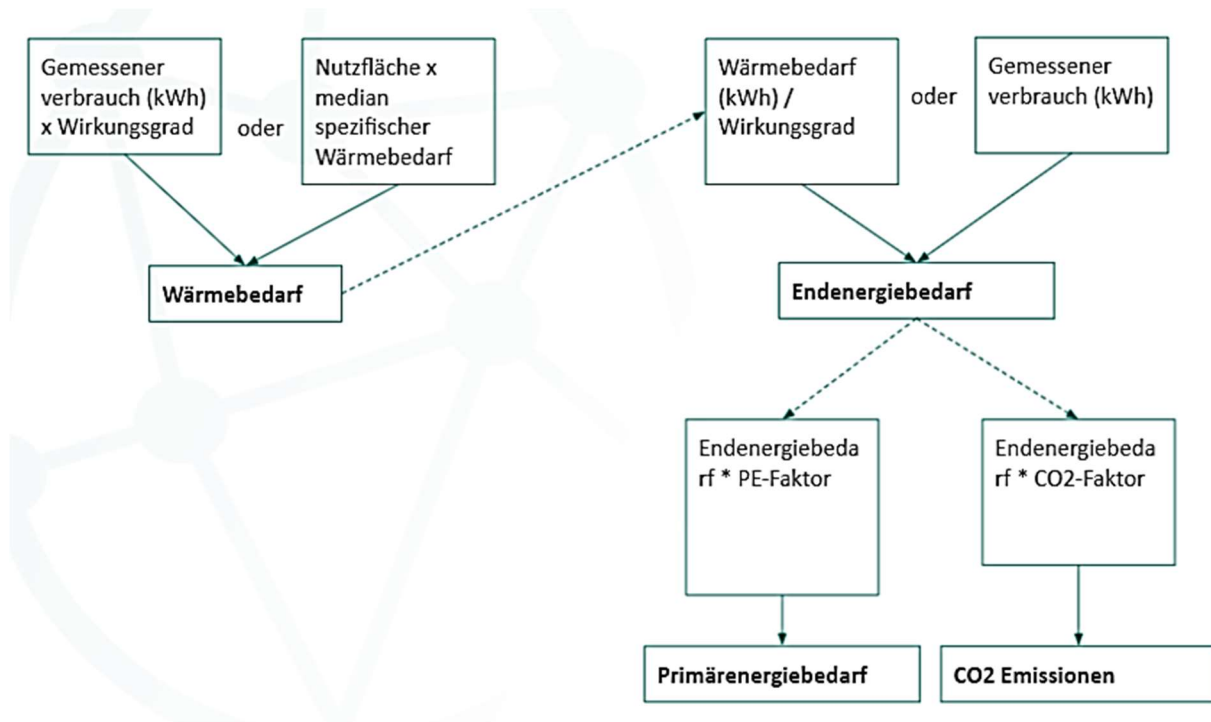 Gemessener
verbrauch (kWh)
x Wirkungsgrad
oder
Nutzfläche x
median
spezifischer
Wärmebedarf
Wärmebedarf
(kWh) /
Wirkungsgrad
oder
Gemessener
verbrauch (kWh)
Wärmebedarf
Endenergiebedarf
Endenergiebeda
rf * PE-Faktor
Endenergiebeda
rf * CO2-Faktor
Primärenergiebedarf
CO2 Emissionen